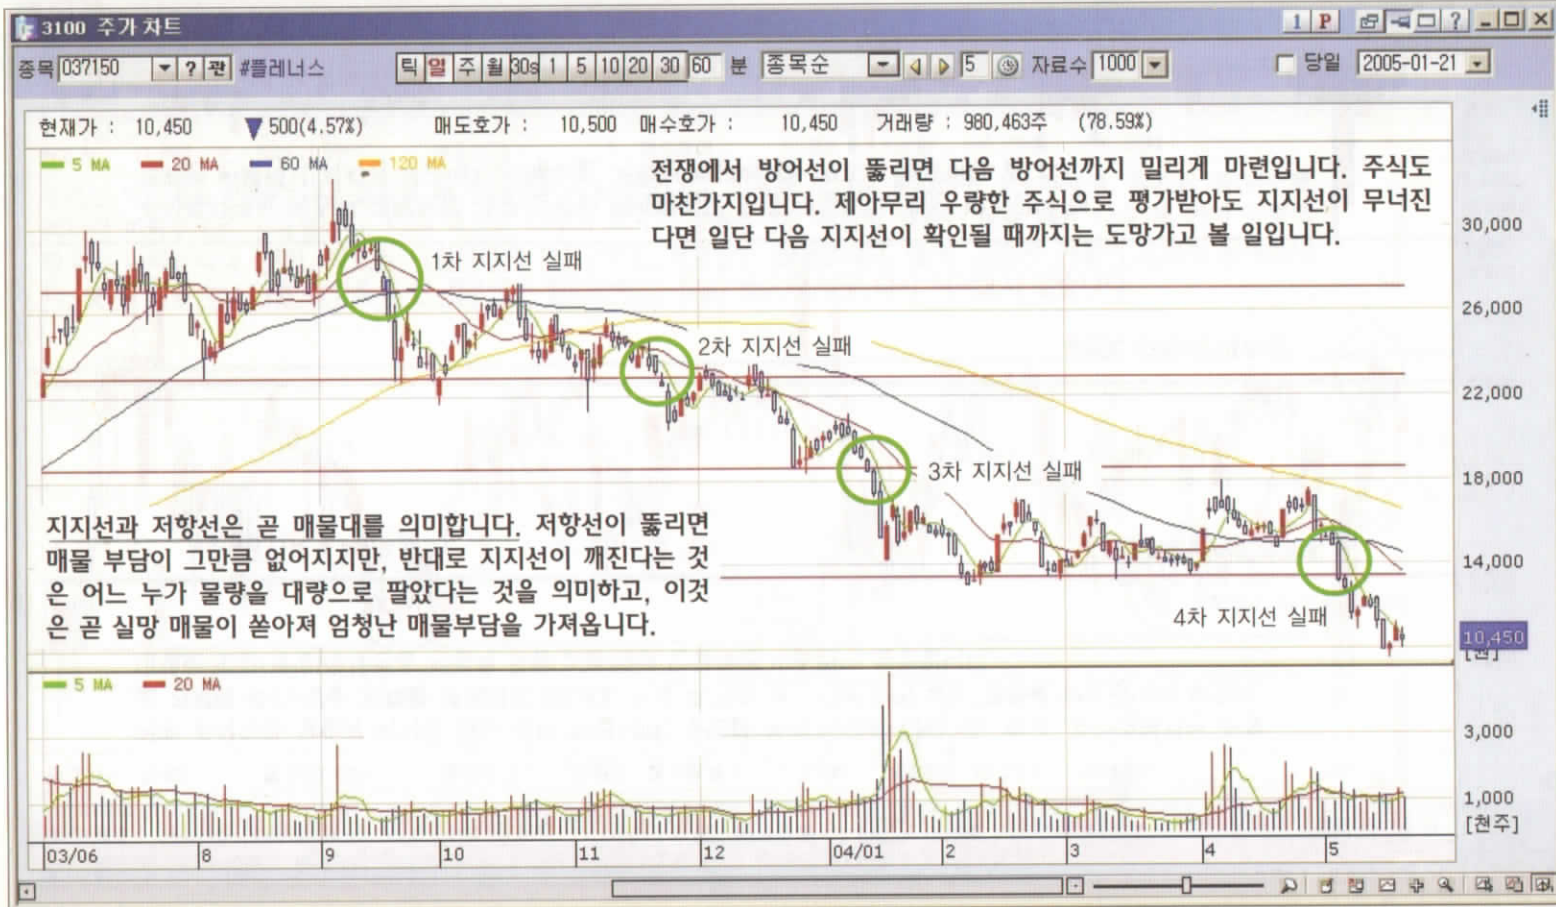 3100 주가 차트
1 P
종목 037150 ? 관 #플레너스 틱 일 주 월 30s 1 5 10 20 30 60 분 종목순 5 자료수 1000 당일 2005-01-21
현재가 : 10,450 ▼ 500(4.57%) 매도호가 : 10,500 매수호가 : 10,450 거래량 : 980,463주 (78.59%)
5 MA 20 MA 60 MA 120 MA
전쟁에서 방어선이 뚫리면 다음 방어선까지 밀리게 마련입니다. 주식도
마찬가지입니다. 제아무리 우량한 주식으로 평가받아도 지지선이 무너진
다면 일단 다음 지지선이 확인될 때까지는 도망가고 볼 일입니다.
30,000
1차 지지선 실패
26,000
2차 지지선 실패
22,000
3차 지지선 실패
18,000
지지선과 저항선은 곧 매물대를 의미합니다. 저항선이 뚫리면
매물 부담이 그만큼 없어지지만, 반대로 지지선이 깨진다는 것
은 어느 누가 물량을 대량으로 팔았다는 것을 의미하고, 이것
은 곧 실망 매물이 쏟아져 엄청난 매물부담을 가져옵니다.
14,000
4차 지지선 실패
10,450
[원]
5 MA 20 MA
3,000
1,000
[천주]
03/06 8 9 10 11 12 04/01 2 3 4 5